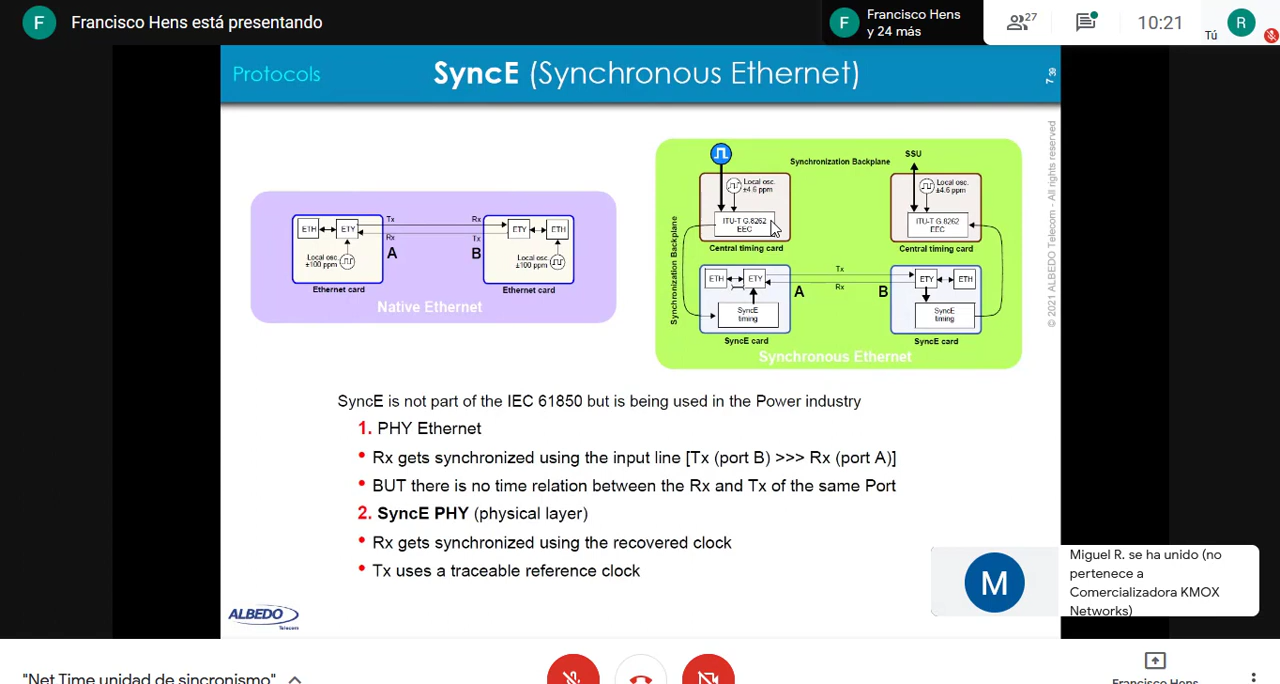 F
Francisco Hens está presentando
F
Francisco Hens
y 24 más
27
10:21
Tú
R
Protocols
SyncE (Synchronous Ethernet)
7.39
© 2021 ALBEDO Telecom - All rights reserved
ETH
ETY
Local osc.
±100 ppm
Ethernet card
A
Tx
Rx
Rx
Tx
B
ETY
ETH
Local osc.
±100 ppm
Ethernet card
Native Ethernet
Synchronization Backplane
SSU
Local osc.
±4.6 ppm
ITU-T G.8262
EEC
Central timing card
Local osc.
±4.6 ppm
ITU-T G.8262
EEC
Central timing card
Synchronization Backplane
ETH
ETY
SyncE
timing
SyncE card
A
Tx
Rx
B
ETY
ETH
SyncE
timing
SyncE card
Synchronous Ethernet
SyncE is not part of the IEC 61850 but is being used in the Power industry
1. PHY Ethernet
• Rx gets synchronized using the input line [Tx (port B) >>> Rx (port A)]
• BUT there is no time relation between the Rx and Tx of the same Port
2. SyncE PHY (physical layer)
• Rx gets synchronized using the recovered clock
• Tx uses a traceable reference clock
ALBEDO
Telecom
M
Miguel R. se ha unido (no
pertenece a
Comercializadora KMOX
Networks)
"Net Time unidad de sincronismo"
Francisco Hens